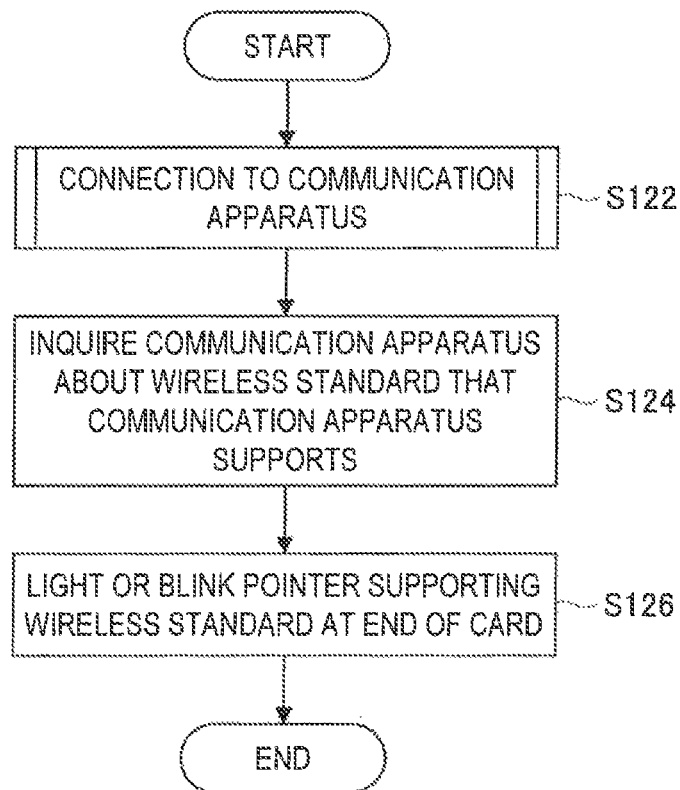 START
CONNECTION TO COMMUNICATION
APPARATUS
S122
INQUIRE COMMUNICATION APPARATUS
ABOUT WIRELESS STANDARD THAT
COMMUNICATION APPARATUS
SUPPORTS
S124
LIGHT OR BLINK POINTER SUPPORTING
WIRELESS STANDARD AT END OF CARD
S126
END